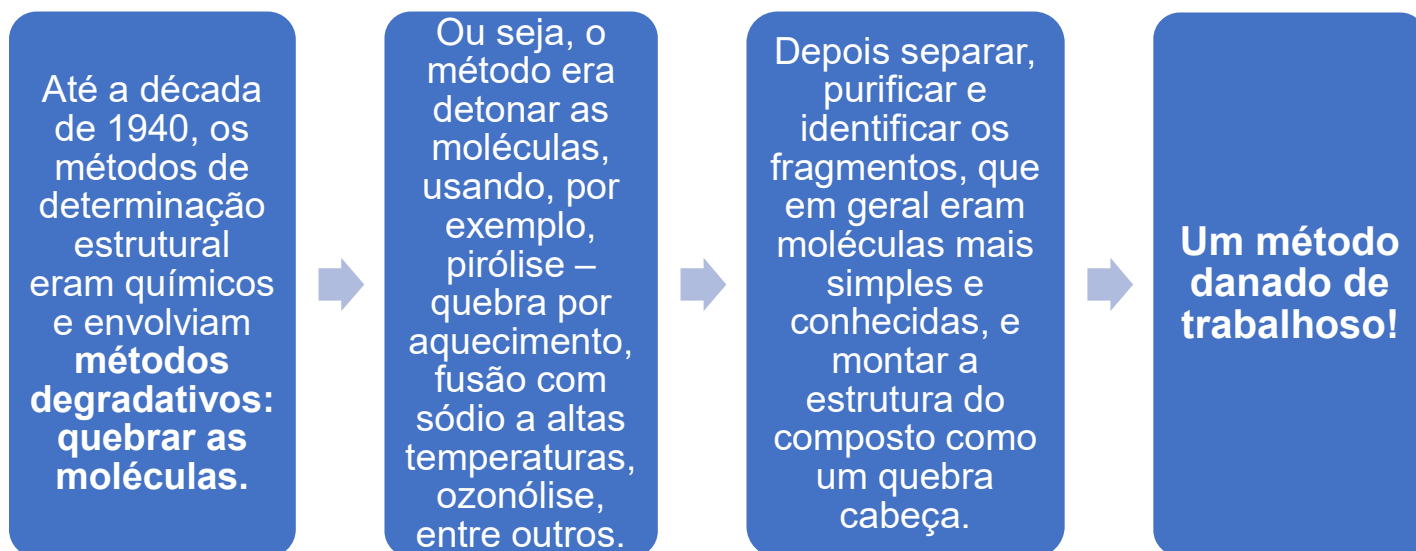 Até a década
de 1940, os
métodos de
determinação
estrutural
eram químicos
e envolviam
métodos
degradativos:
quebrar as
moléculas.
Ou seja, o
método era
detonar as
moléculas,
usando, por
exemplo,
pirólise –
quebra por
aquecimento,
fusão com
sódio a altas
temperaturas,
ozonólise,
entre outros.
Depois separar,
purificar e
identificar os
fragmentos, que
em geral eram
moléculas mais
simples e
conhecidas, e
montar a
estrutura do
composto como
um quebra
cabeça.
Um método
danado de
trabalhoso!